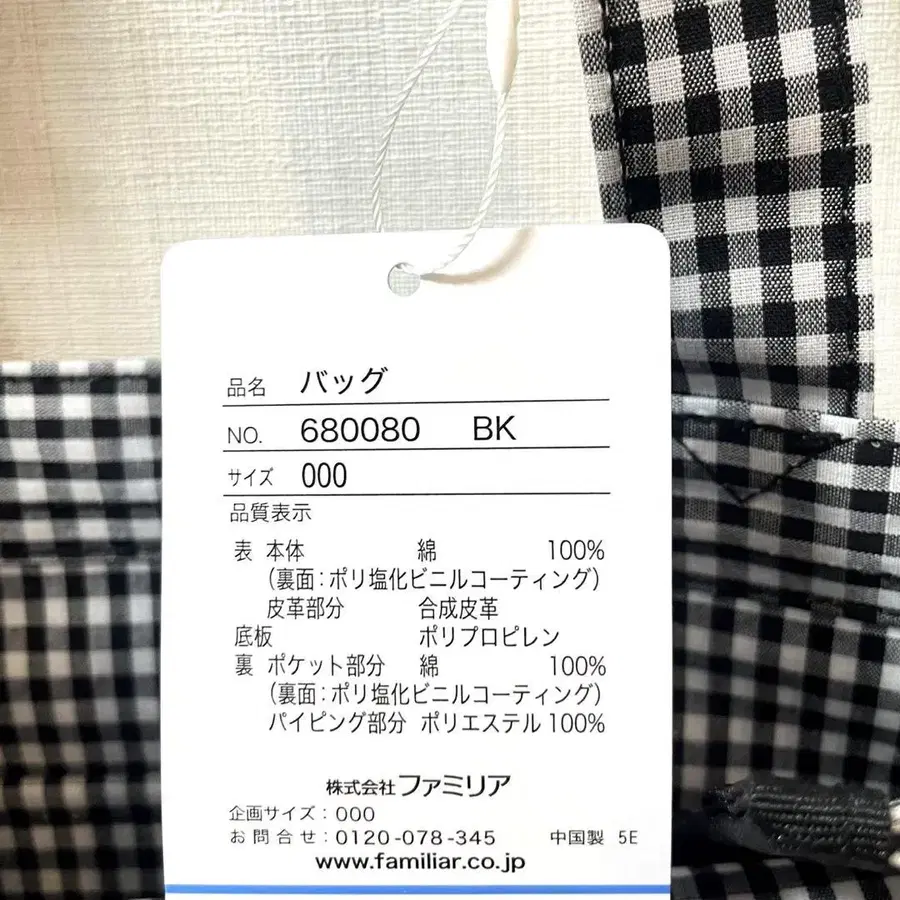 品名 バッグ
NO. 680080 BK
サイズ 000
品質表示
表 本体 綿 100%
(裏面:ポリ塩化ビニルコーティング)
皮革部分 合成皮革
底板 ポリプロピレン
裏 ポケット部分 綿 100%
(裏面:ポリ塩化ビニルコーティング)
パイピング部分 ポリエステル 100%
株式会社 ファミリア
企画サイズ:000
お問合せ:0120-078-345 中国製 5E
www.familiar.co.jp